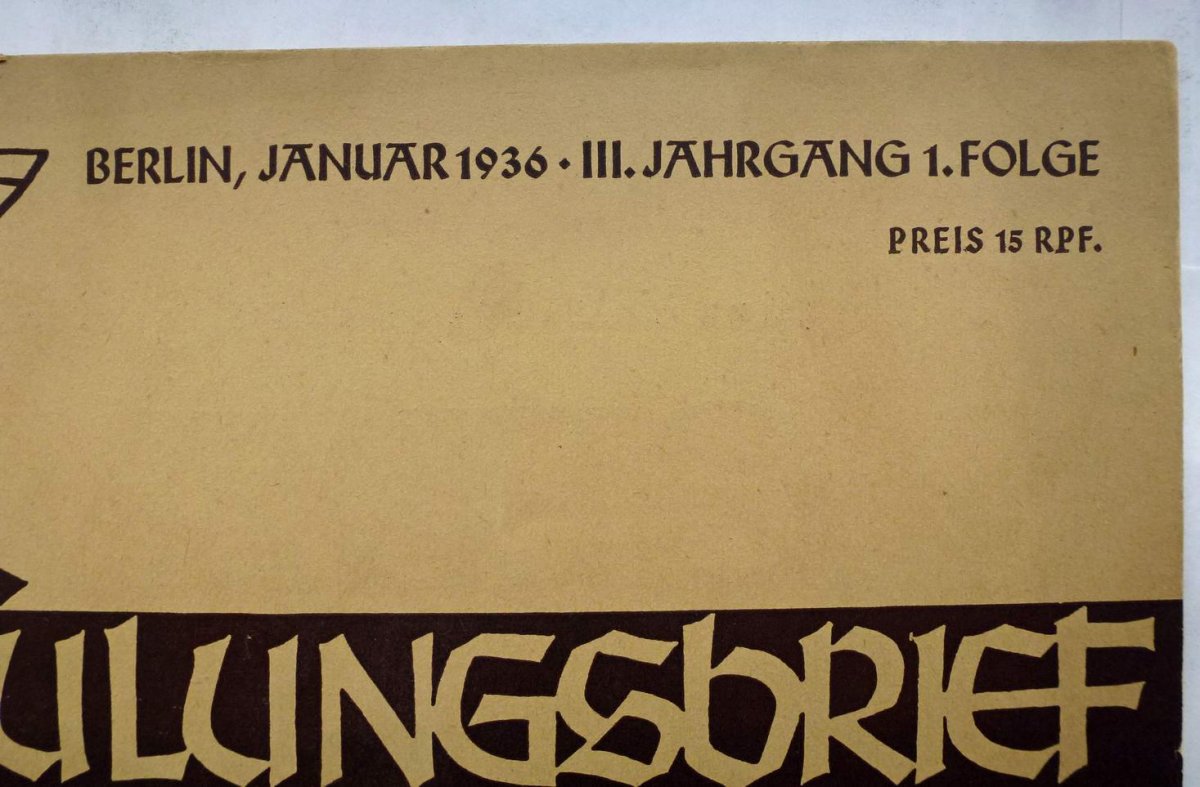 BERLIN, JANUAR 1936 · III. JAHRGANG 1. FOLGE
PREIS 15 RPF.
ULUNGSBRIEF